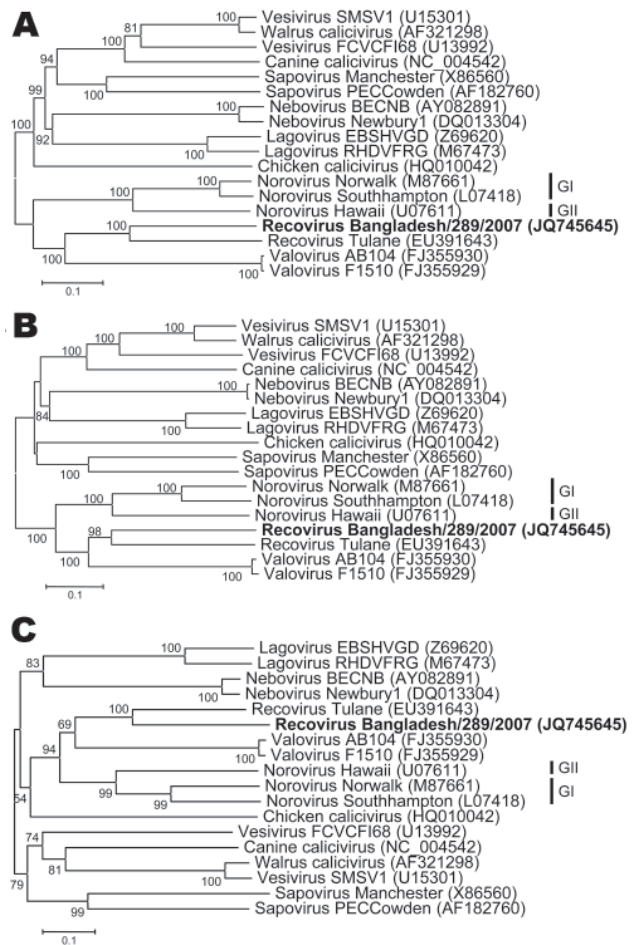 A
100
Vesivirus SMSV1 (U15301)
81
Walrus calicivirus (AF321298)
100
Vesivirus FCVCFI68 (U13992)
94
Canine calicivirus (NC_004542)
Sapovirus Manchester (X86560)
99
100
Sapovirus PECCowden (AF182760)
100
Nebovirus BECNB (AY082891)
100
Nebovirus Newbury1 (DQ013304)
92
Lagovirus EBSHVGD (Z69620)
100
Lagovirus RHDVFRG (M67473)
Chicken calicivirus (HQ010042)
100
Norovirus Norwalk (M87661)
GI
100
Norovirus Southhampton (L07418)
Norovirus Hawaii (U07611)
GII
100
Recovirus Bangladesh/289/2007 (JQ745645)
Recovirus Tulane (EU391643)
100
Valovirus AB104 (FJ355930)
100
Valovirus F1510 (FJ355929)
0.1
B
100
Vesivirus SMSV1 (U15301)
100
Walrus calicivirus (AF321298)
100
Vesivirus FCVCFI68 (U13992)
Canine calicivirus (NC_004542)
100
Nebovirus BECNB (AY082891)
Nebovirus Newbury1 (DQ013304)
84
Lagovirus EBSHVGD (Z69620)
100
Lagovirus RHDVFRG (M67473)
Chicken calicivirus (HQ010042)
Sapovirus Manchester (X86560)
100
Sapovirus PECCowden (AF182760)
100
Norovirus Norwalk (M87661)
GI
100
Norovirus Southhampton (L07418)
Norovirus Hawaii (U07611)
GII
100
98
Recovirus Bangladesh/289/2007 (JQ745645)
Recovirus Tulane (EU391643)
100
Valovirus AB104 (FJ355930)
100
Valovirus F1510 (FJ355929)
0.1
C
100
Lagovirus EBSHVGD (Z69620)
83
Lagovirus RHDVFRG (M67473)
Nebovirus BECNB (AY082891)
100
Nebovirus Newbury1 (DQ013304)
100
Recovirus Tulane (EU391643)
69
Recovirus Bangladesh/289/2007 (JQ745645)
94
Valovirus AB104 (FJ355930)
100
Valovirus F1510 (FJ355929)
Norovirus Hawaii (U07611)
GII
99
Norovirus Norwalk (M87661)
GI
99
Norovirus Southhampton (L07418)
54
Chicken calicivirus (HQ010042)
74
Vesivirus FCVCFI68 (U13992)
Canine calicivirus (NC_004542)
81
Walrus calicivirus (AF321298)
79
100
Vesivirus SMSV1 (U15301)
Sapovirus Manchester (X86560)
99
Sapovirus PECCowden (AF182760)
0.1